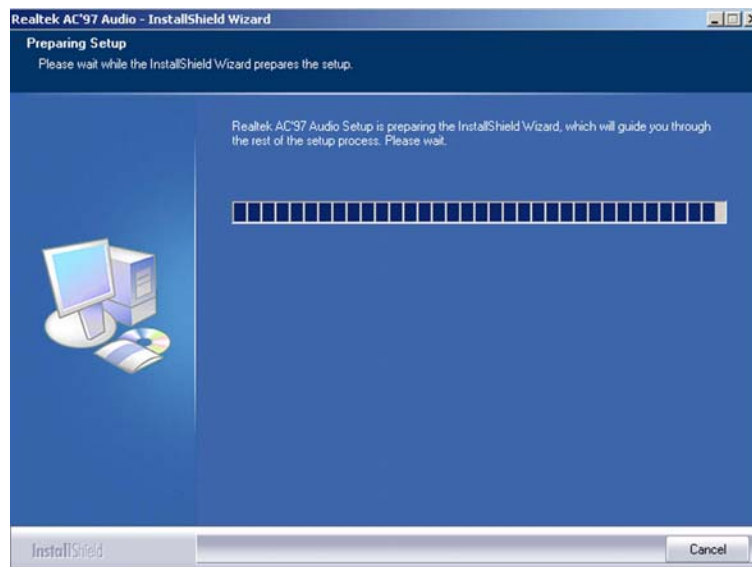 Realtek AC'97 Audio - InstallShield Wizard
Preparing Setup
Please wait while the InstallShield Wizard prepares the setup.
Realtek AC'97 Audio Setup is preparing the InstallShield Wizard, which will guide you through
the rest of the setup process. Please wait.
InstallShield
Cancel